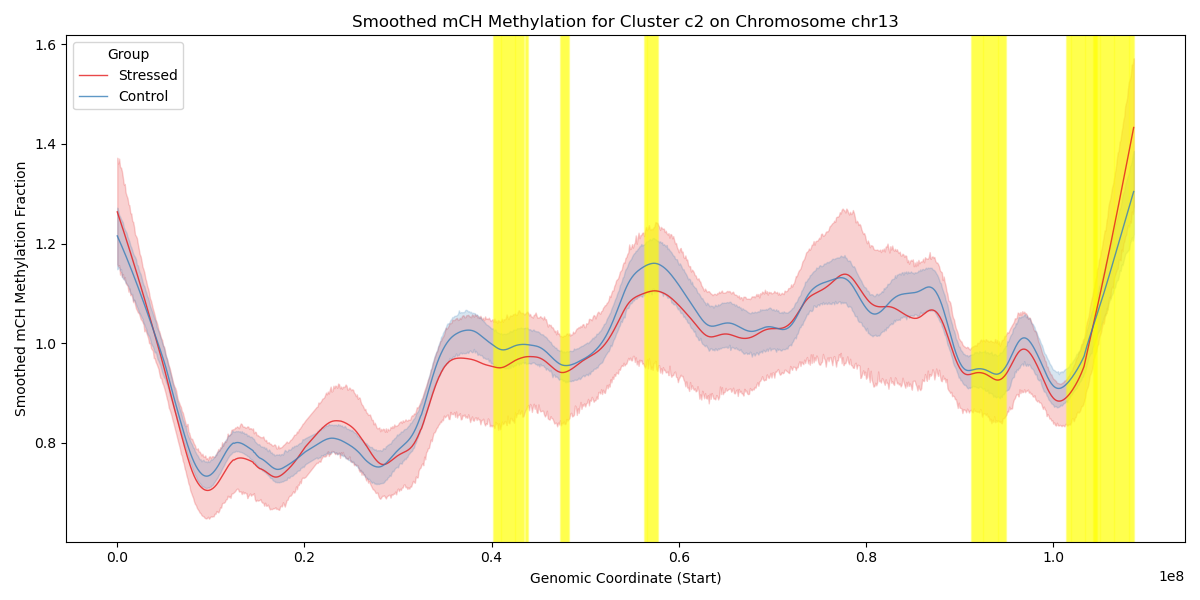 Smoothed mCH Methylation for Cluster c2 on Chromosome chr13
Smoothed mCH Methylation Fraction
1.6
1.4
1.2
1.0
0.8
Group
Stressed
Control
0.0
0.2
0.4
0.6
0.8
1.0
1e8
Genomic Coordinate (Start)